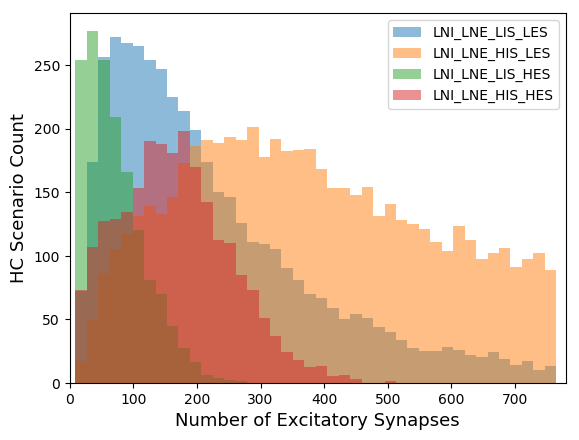 LNI_LNE_LIS_LES
LNI_LNE_HIS_LES
LNI_LNE_LIS_HES
LNI_LNE_HIS_HES
HC Scenario Count
250
200
150
100
50
0
0 100 200 300 400 500 600 700
Number of Excitatory Synapses